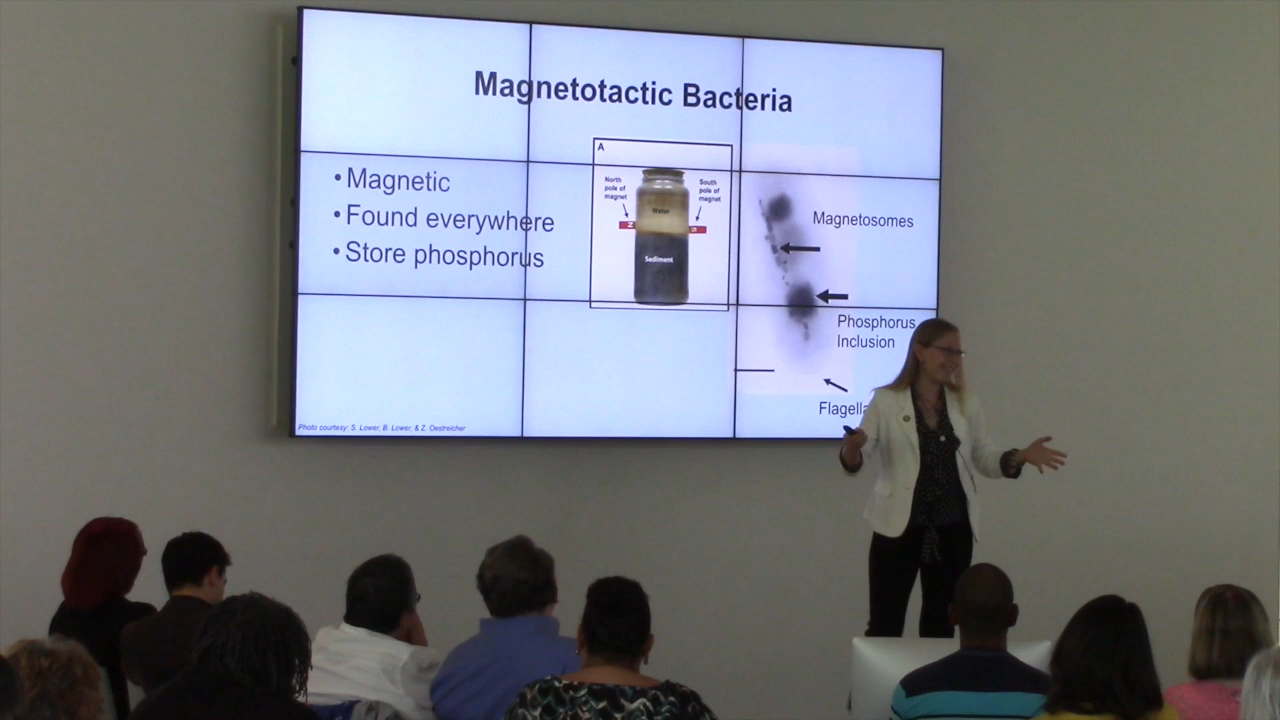 Magnetotactic Bacteria
• Magnetic
• Found everywhere
• Store phosphorus
A
North
pole of
magnet
South
pole of
magnet
N
S
Water
Sediment
Magnetosomes
Phosphorus
Inclusion
Flagella
Photo courtesy: S. Lower, B. Lower, & Z. Oestreicher